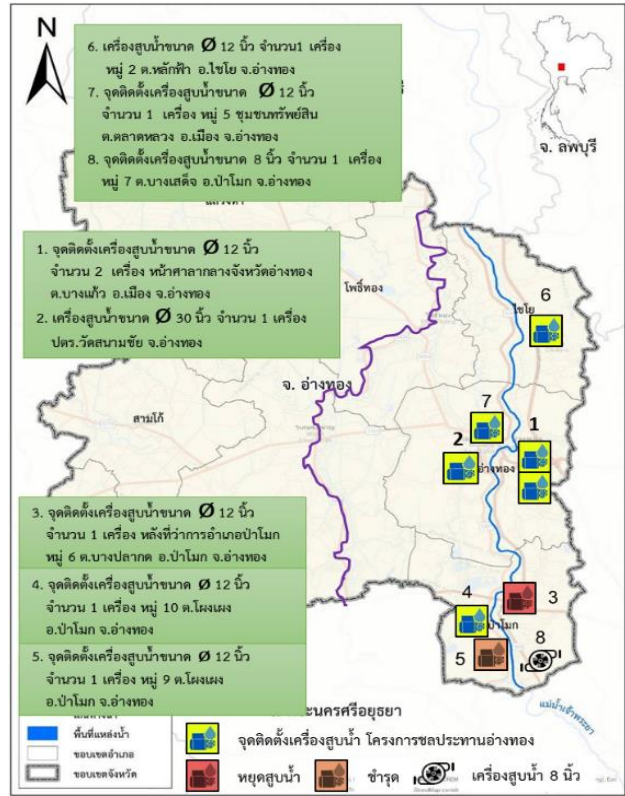 N
6. เครื่องสูบน้ำขนาด Ø 12 นิ้ว จำนวน1 เครื่อง
หมู่ 2 ต.หลักฟ้า อ.ไชโย จ.อ่างทอง
7. จุดติดตั้งเครื่องสูบน้ำขนาด Ø 12 นิ้ว
จำนวน 1 เครื่อง หมู่ 5 ชุมชนทรัพย์สิน
ต.ตลาดหลวง อ.เมือง จ.อ่างทอง
8. จุดติดตั้งเครื่องสูบน้ำขนาด 8 นิ้ว จำนวน 1 เครื่อง
หมู่ 7 ต.บางเสด็จ อ.ป่าโมก จ.อ่างทอง
จ. ลพบุรี
1. จุดติดตั้งเครื่องสูบน้ำขนาด Ø 12 นิ้ว
จำนวน 2 เครื่อง หน้าศาลากลางจังหวัดอ่างทอง
ต.บางแก้ว อ.เมือง จ.อ่างทอง
2. เครื่องสูบน้ำขนาด Ø 30 นิ้ว จำนวน 1 เครื่อง
ปตร.วัดสนามชัย จ.อ่างทอง
โพธิ์ทอง
ไชโย
6
จ. อ่างทอง
สามโก้
7
1
2
อ่างทอง
3. จุดติดตั้งเครื่องสูบน้ำขนาด Ø 12 นิ้ว
จำนวน 1 เครื่อง หลังที่ว่าการอำเภอป่าโมก
หมู่ 6 ต.บางปลากด อ.ป่าโมก จ.อ่างทอง
4. จุดติดตั้งเครื่องสูบน้ำขนาด Ø 12 นิ้ว
จำนวน 1 เครื่อง หมู่ 10 ต.โผงเผง
อ.ป่าโมก จ.อ่างทอง
5. จุดติดตั้งเครื่องสูบน้ำขนาด Ø 12 นิ้ว
จำนวน 1 เครื่อง หมู่ 9 ต.โผงเผง
อ.ป่าโมก จ.อ่างทอง
3
4
ป่าโมก
5
8
แม่น้ำเจ้าพระยา
ะนครศรีอยุธยา
พื้นที่แหล่งน้ำ
ขอบเขตอำเภอ
ขอบเขตจังหวัด
จุดติดตั้งเครื่องสูบน้ำ โครงการชลประทานอ่างทอง
หยุดสูบน้ำ
ชำรุด
เครื่องสูบน้ำ 8 นิ้ว